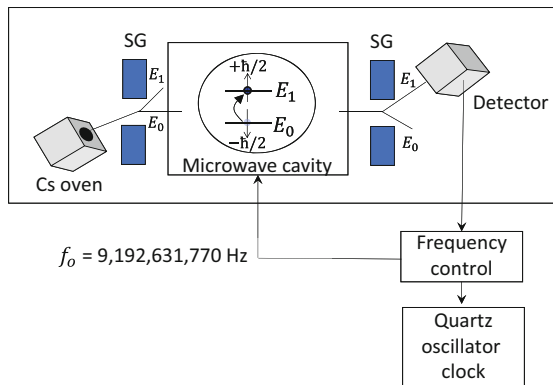 SG
SG
+ħ/2
E₁
E₁
E₁
E₀
E₀
E₀
−ħ/2
Detector
Microwave cavity
Cs oven
fₒ = 9,192,631,770 Hz
Frequency
control
Quartz
oscillator
clock